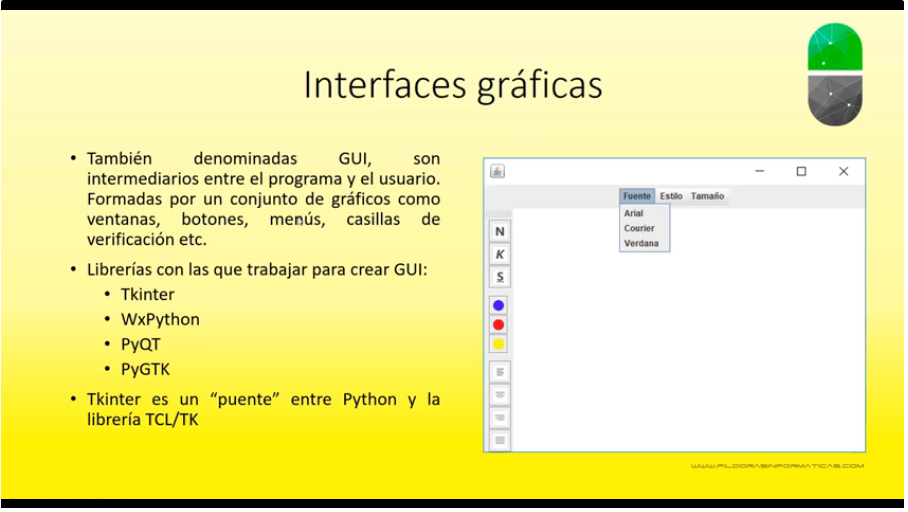 Interfaces gráficas
• También denominadas GUI, son
intermediarios entre el programa y el usuario.
Formadas por un conjunto de gráficos como
ventanas, botones, menús, casillas de
verificación etc.
• Librerías con las que trabajar para crear GUI:
• Tkinter
• WxPython
• PyQT
• PyGTK
• Tkinter es un “puente” entre Python y la
librería TCL/TK
Fuente Estilo Tamaño
Arial
Courier
Verdana
N
K
S
WWW.PILDORASINFORMATICAS.COM